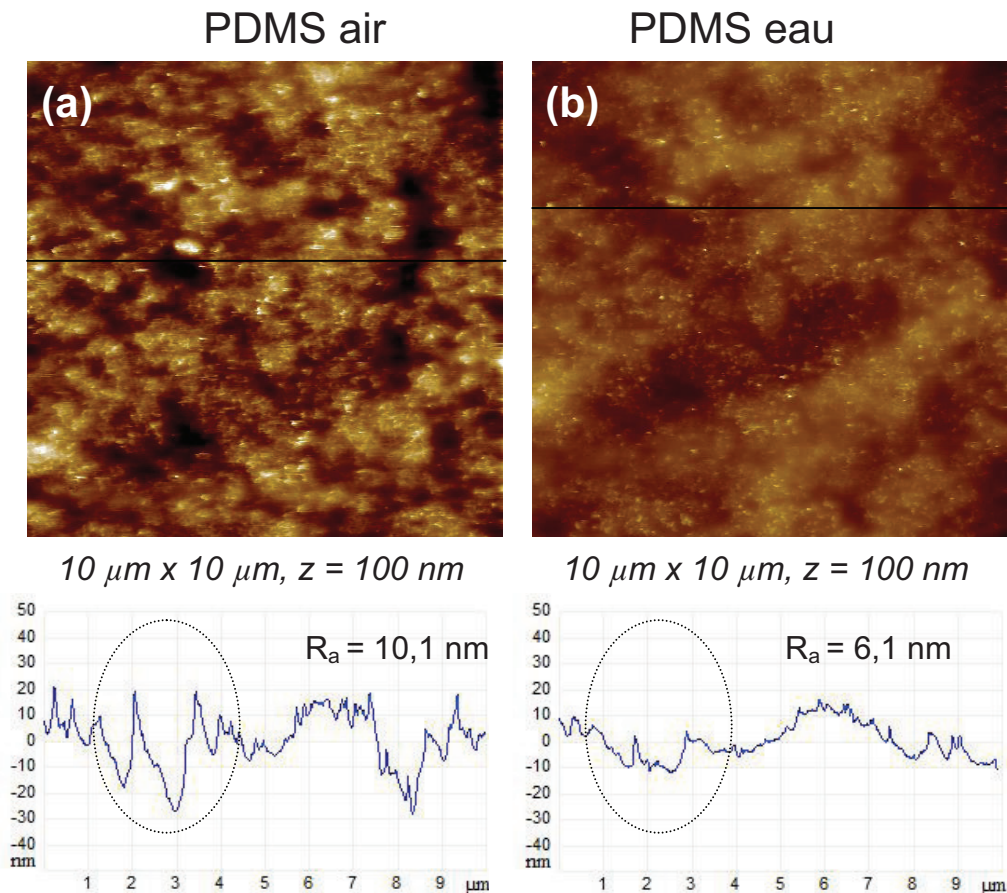 PDMS air
PDMS eau
(a)
(b)
10 µm x 10 µm, z = 100 nm
10 µm x 10 µm, z = 100 nm
50
40
30
20
10
0
-10
-20
-30
-40
nm
1 2 3 4 5 6 7 8 9 µm
Ra = 10,1 nm
50
40
30
20
10
0
-10
-20
-30
-40
nm
1 2 3 4 5 6 7 8 9 µm
Ra = 6,1 nm